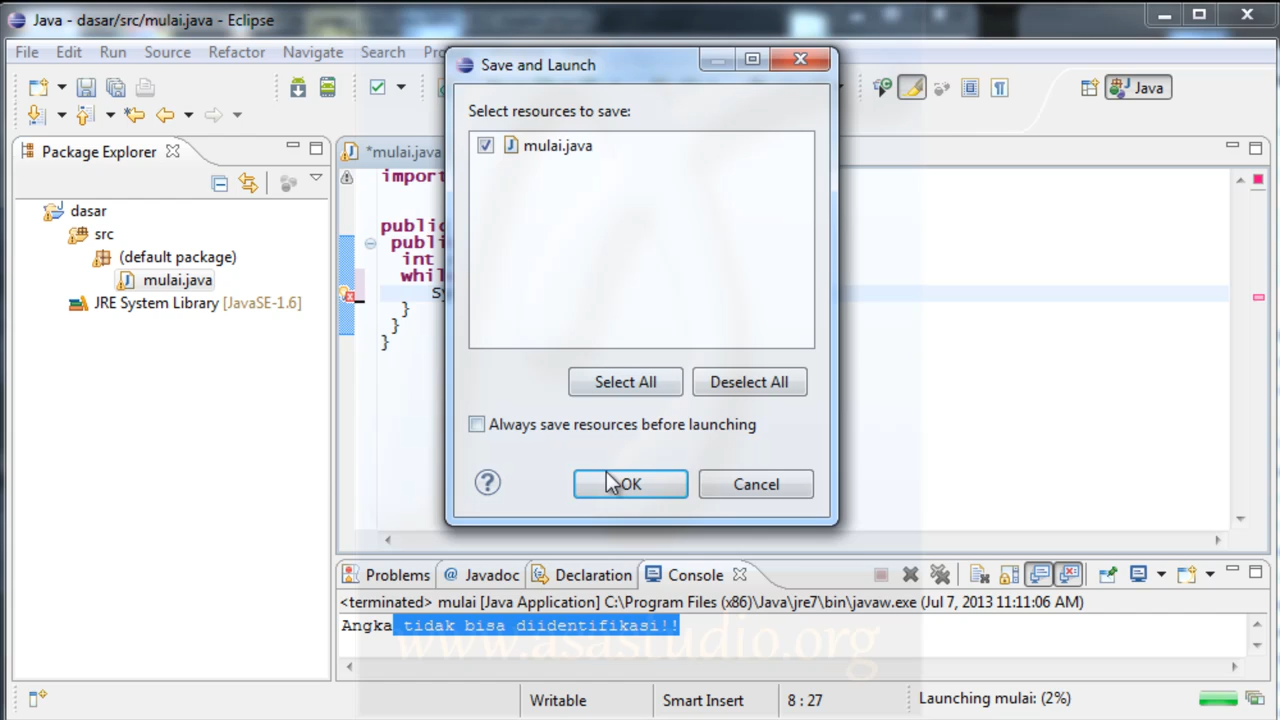 Java - dasar/src/mulai.java - Eclipse
File Edit Run Source Refactor Navigate Search
Java
Save and Launch
Select resources to save:
mulai.java
Select All
Deselect All
Always save resources before launching
OK
Cancel
Package Explorer
dasar
src
(default package)
mulai.java
JRE System Library [JavaSE-1.6]
*mulai.java
import
public
public
int
}
}
}
Problems @ Javadoc Declaration Console
<terminated> mulai [Java Application] C:\Program Files (x86)\Java\jre7\bin\javaw.exe (Jul 7, 2013 11:11:06 AM)
Angka tidak bisa diidentifikasi!!
www.asastudio.org
Writable
Smart Insert
8 : 27
Launching mulai: (2%)